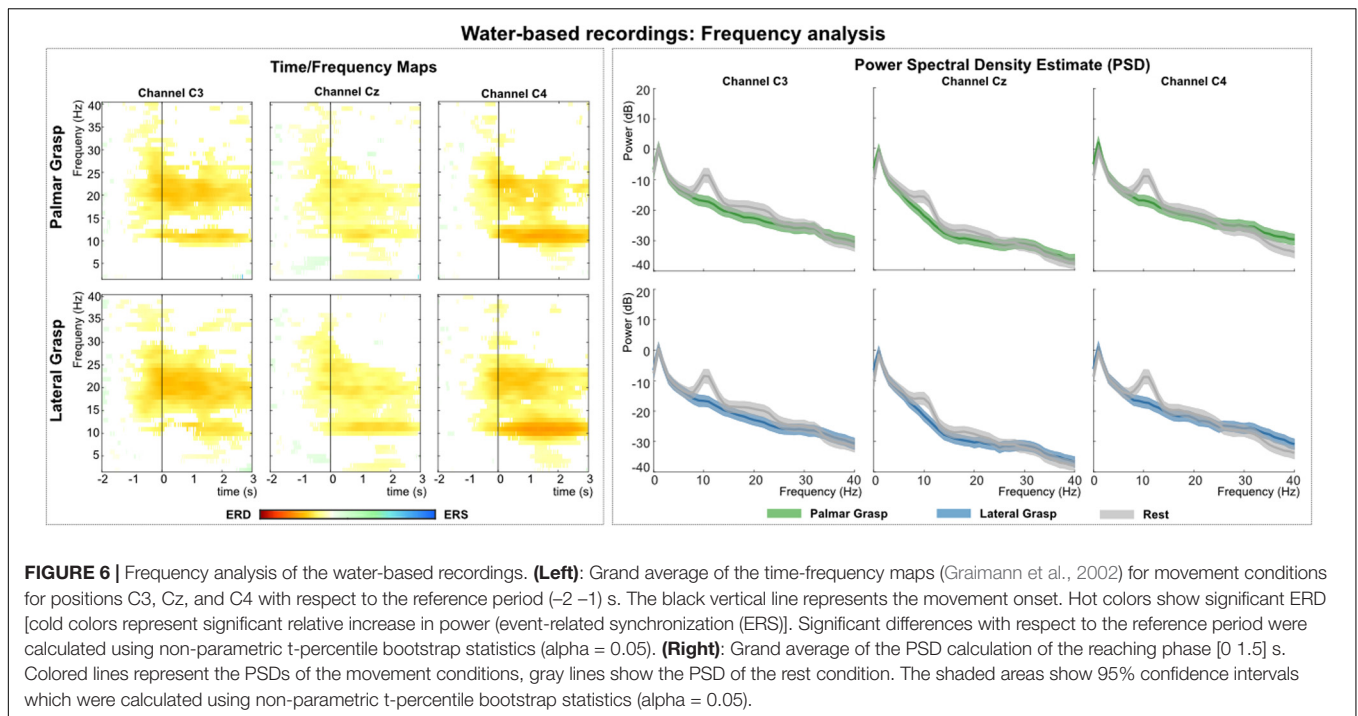 Water-based recordings: Frequency analysis
Time/Frequency Maps
Channel C3
Channel Cz
Channel C4
Palmar Grasp
Frequeny (Hz)
40
35
30
25
20
15
10
5
Lateral Grasp
Frequeny (Hz)
40
35
30
25
20
15
10
5
-2 -1 0 1 2 3
time (s)
-2 -1 0 1 2 3
time (s)
-2 -1 0 1 2 3
time (s)
ERD
ERS
Power Spectral Density Estimate (PSD)
Channel C3
Channel Cz
Channel C4
Power (dB)
20
10
0
-10
-20
-30
-40
Power (dB)
20
10
0
-10
-20
-30
-40
0 10 20 30 40
Frequency (Hz)
0 10 20 30 40
Frequency (Hz)
0 10 20 30 40
Frequency (Hz)
Palmar Grasp
Lateral Grasp
Rest
FIGURE 6 | Frequency analysis of the water-based recordings. (Left): Grand average of the time-frequency maps (Graimann et al., 2002) for movement conditions
for positions C3, Cz, and C4 with respect to the reference period (–2 –1) s. The black vertical line represents the movement onset. Hot colors show significant ERD
[cold colors represent significant relative increase in power (event-related synchronization (ERS)]. Significant differences with respect to the reference period were
calculated using non-parametric t-percentile bootstrap statistics (alpha = 0.05). (Right): Grand average of the PSD calculation of the reaching phase [0 1.5] s.
Colored lines represent the PSDs of the movement conditions, gray lines show the PSD of the rest condition. The shaded areas show 95% confidence intervals
which were calculated using non-parametric t-percentile bootstrap statistics (alpha = 0.05).